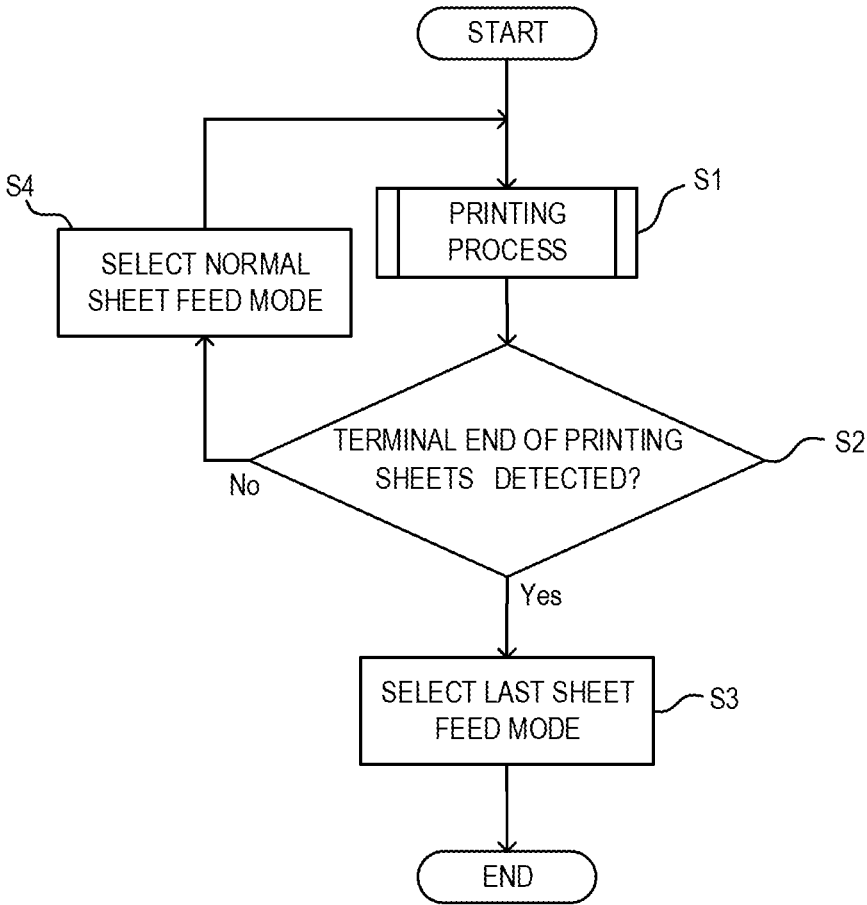 START
S4
S1
PRINTING
PROCESS
SELECT NORMAL
SHEET FEED MODE
TERMINAL END OF PRINTING
SHEETS DETECTED?
S2
No
Yes
SELECT LAST SHEET
FEED MODE
S3
END